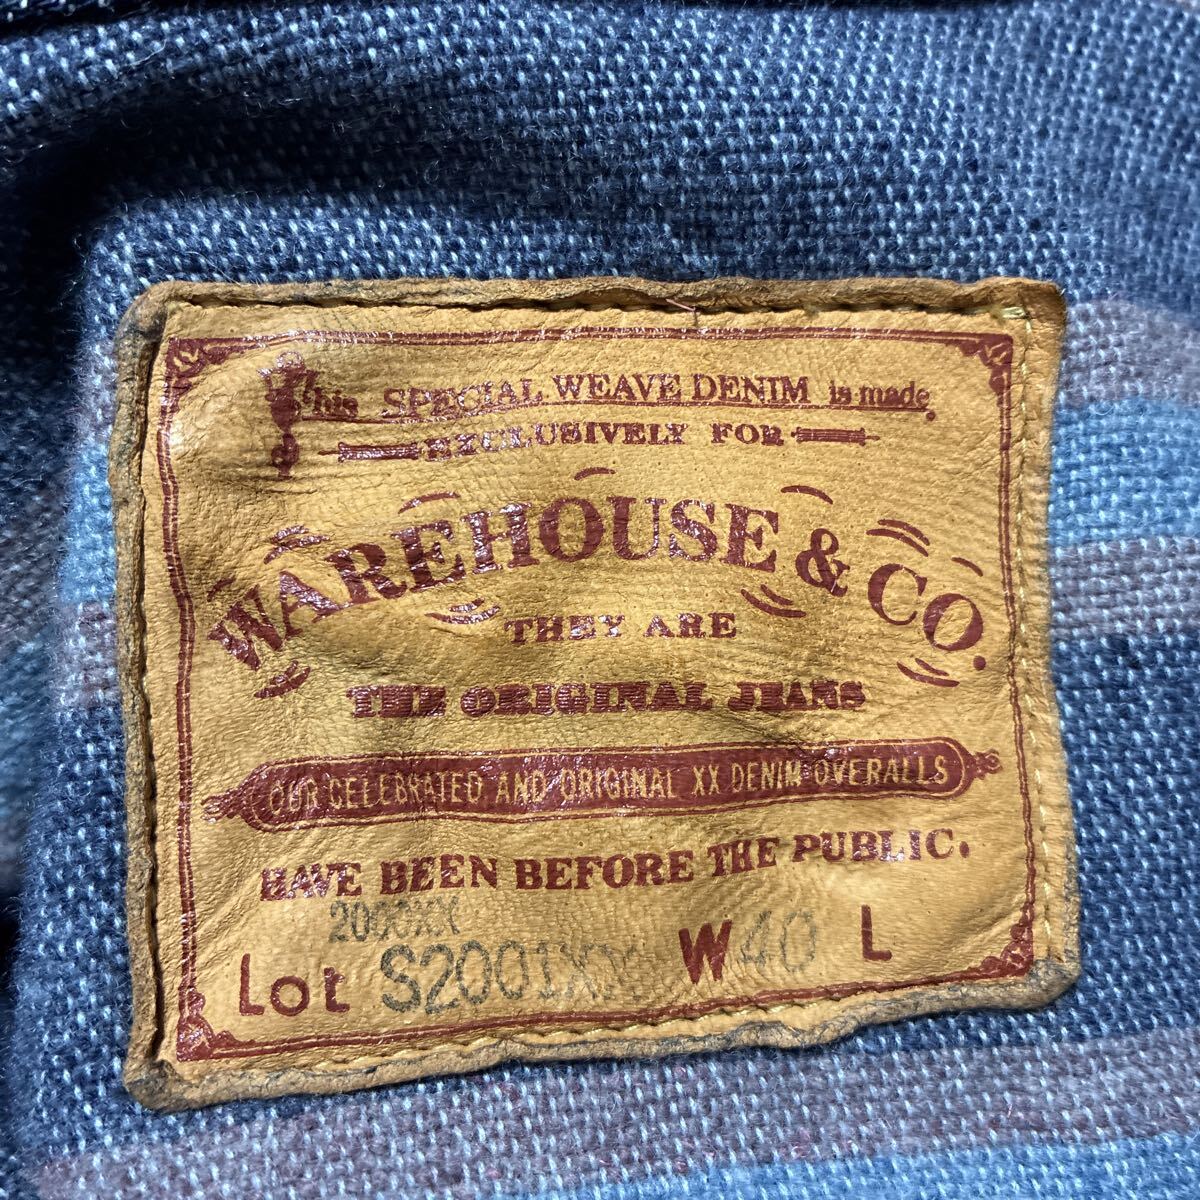 This SPECIAL WEAVE DENIM is made
EXCLUSIVELY FOR
WAREHOUSE & CO.
THEY ARE
THE ORIGINAL JEANS
OUR CELEBRATED AND ORIGINAL XX DENIM OVERALLS
HAVE BEEN BEFORE THE PUBLIC.
2000XX
Lot S2001XX W 40 L